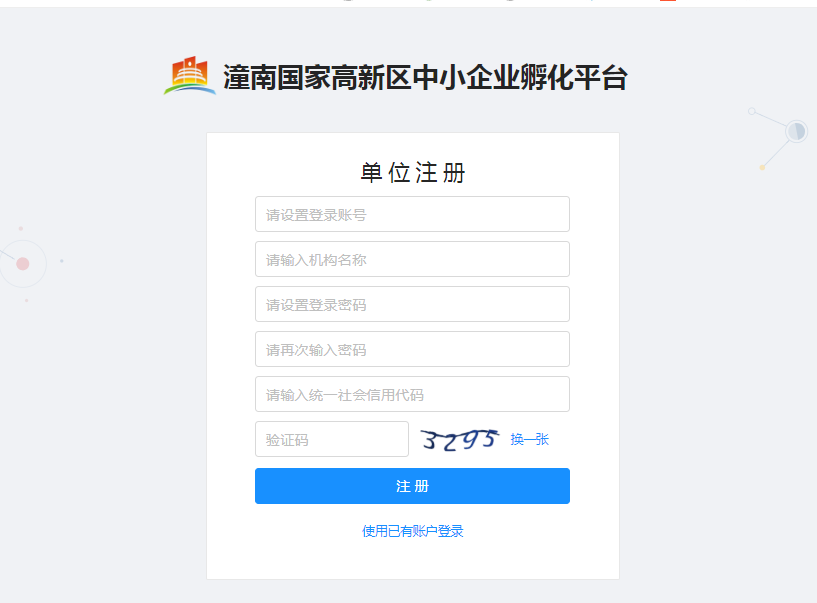 潼南国家高新区中小企业孵化平台
单位注册
请设置登录账号
请输入机构名称
请设置登录密码
请再次输入密码
请输入统一社会信用代码
验证码 3295 换一张
注 册
使用已有账户登录